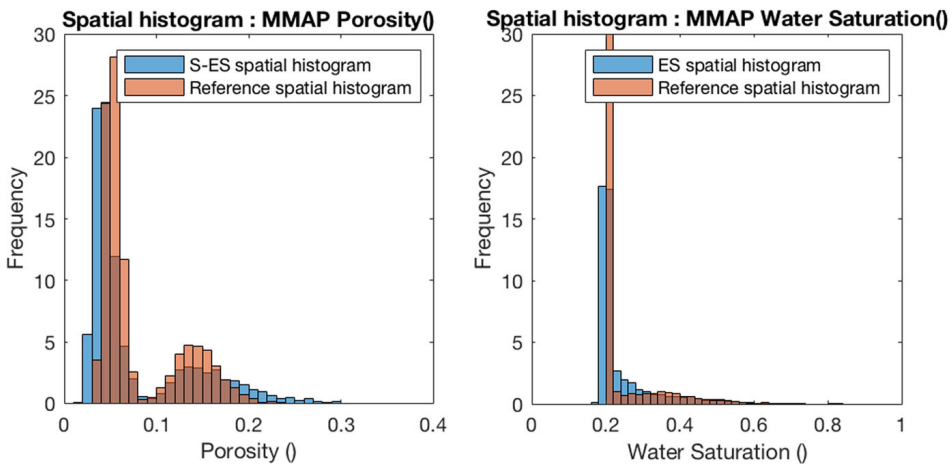 Spatial histogram : MMAP Porosity()
30
25
20
15
10
5
0
Frequency
S-ES spatial histogram
Reference spatial histogram
0 0.1 0.2 0.3 0.4
Porosity ()
Spatial histogram : MMAP Water Saturation()
30
25
20
15
10
5
0
Frequency
ES spatial histogram
Reference spatial histogram
0 0.2 0.4 0.6 0.8 1
Water Saturation ()